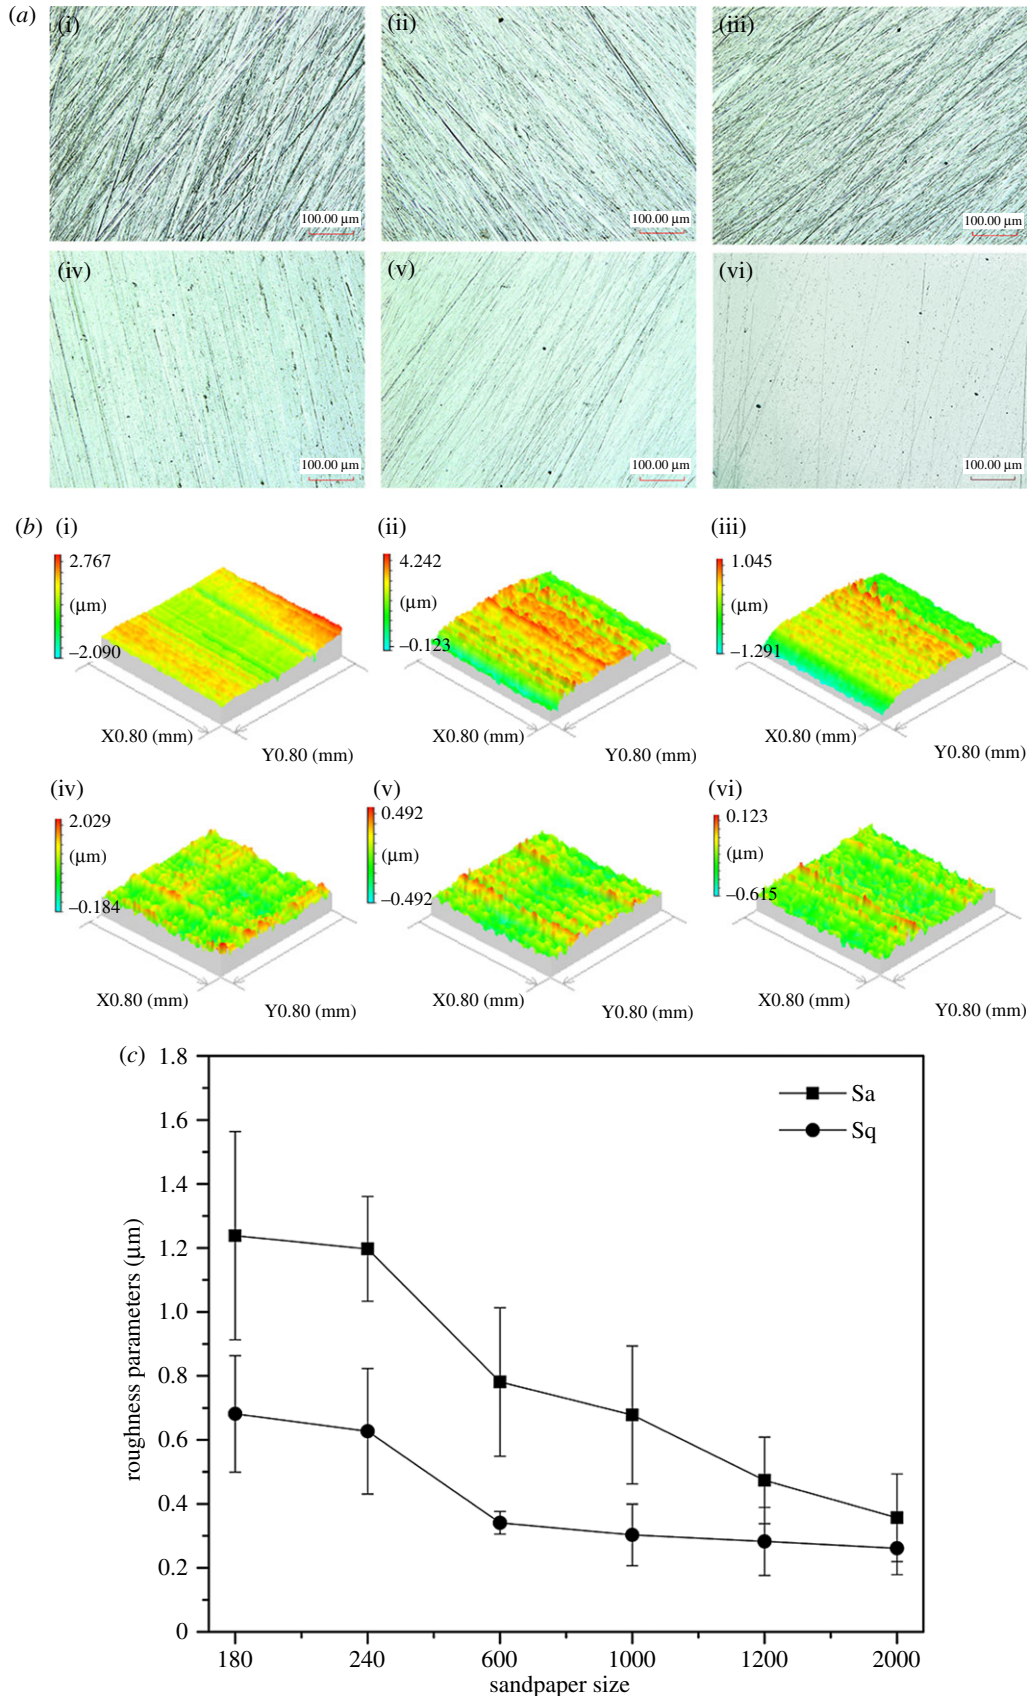 (a)
(i)
(ii)
(iii)
100.00 µm
100.00 µm
100.00 µm
(iv)
(v)
(vi)
100.00 µm
100.00 µm
100.00 µm
(b)
(i)
(ii)
(iii)
2.767
(µm)
–2.090
X0.80 (mm)
Y0.80 (mm)
4.242
(µm)
–0.123
X0.80 (mm)
Y0.80 (mm)
1.045
(µm)
–1.291
X0.80 (mm)
Y0.80 (mm)
(iv)
(v)
(vi)
2.029
(µm)
–0.184
X0.80 (mm)
Y0.80 (mm)
0.492
(µm)
–0.492
X0.80 (mm)
Y0.80 (mm)
0.123
(µm)
–0.615
X0.80 (mm)
Y0.80 (mm)
(c)
1.8
1.6
1.4
1.2
1.0
0.8
0.6
0.4
0.2
0
roughness parameters (µm)
Sa
Sq
180 240 600 1000 1200 2000
sandpaper size